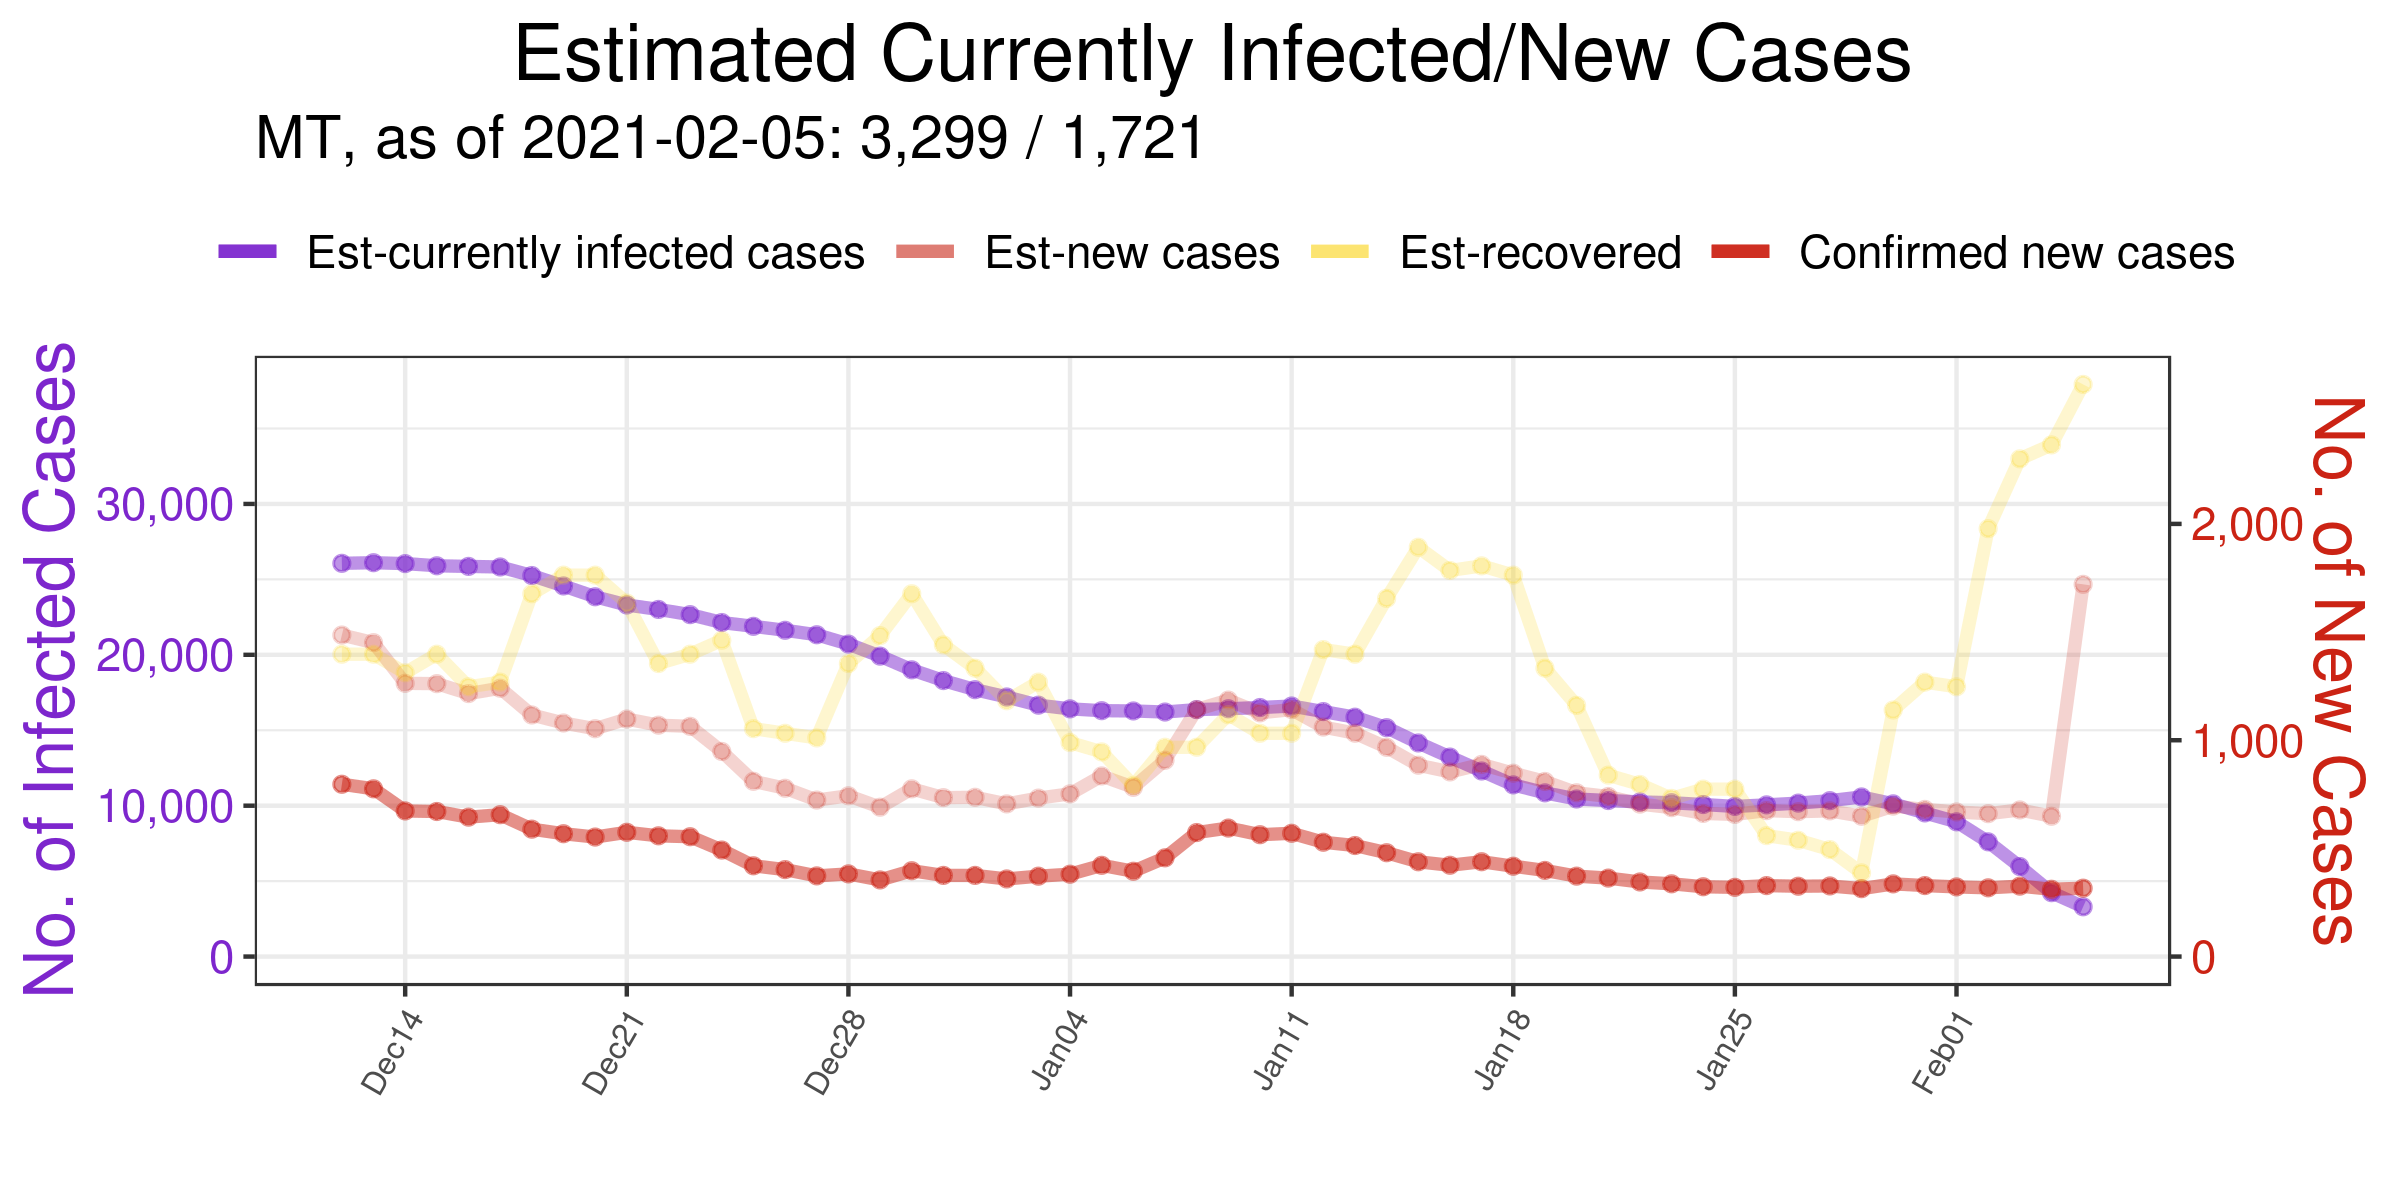 Estimated Currently Infected/New Cases
MT, as of 2021-02-05: 3,299 / 1,721
Est-currently infected cases Est-new cases Est-recovered Confirmed new cases
No. of Infected Cases
30,000
20,000
10,000
0
2,000
1,000
0
No. of New Cases
Dec14 Dec21 Dec28 Jan04 Jan11 Jan18 Jan25 Feb01